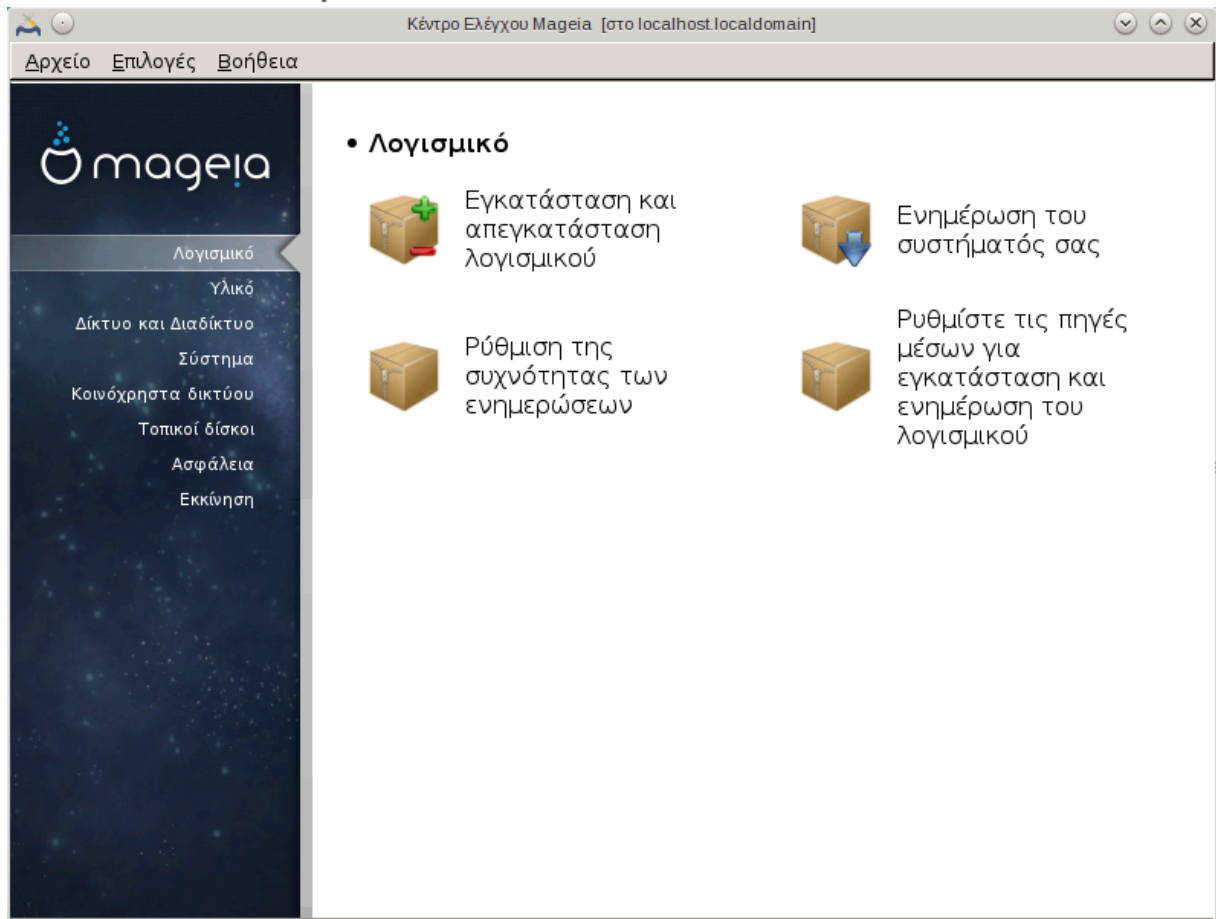 Κέντρο Ελέγχου Mageia [στο localhost.localdomain]
Αρχείο Επιλογές Βοήθεια
mageia
Λογισμικό
Υλικό
Δίκτυο και Διαδίκτυο
Σύστημα
Κοινόχρηστα δικτύου
Τοπικοί δίσκοι
Ασφάλεια
Εκκίνηση
• Λογισμικό
Εγκατάσταση και
απεγκατάσταση
λογισμικού
Ενημέρωση του
συστήματός σας
Ρύθμιση της
συχνότητας των
ενημερώσεων
Ρυθμίστε τις πηγές
μέσων για
εγκατάσταση και
ενημέρωση του
λογισμικού